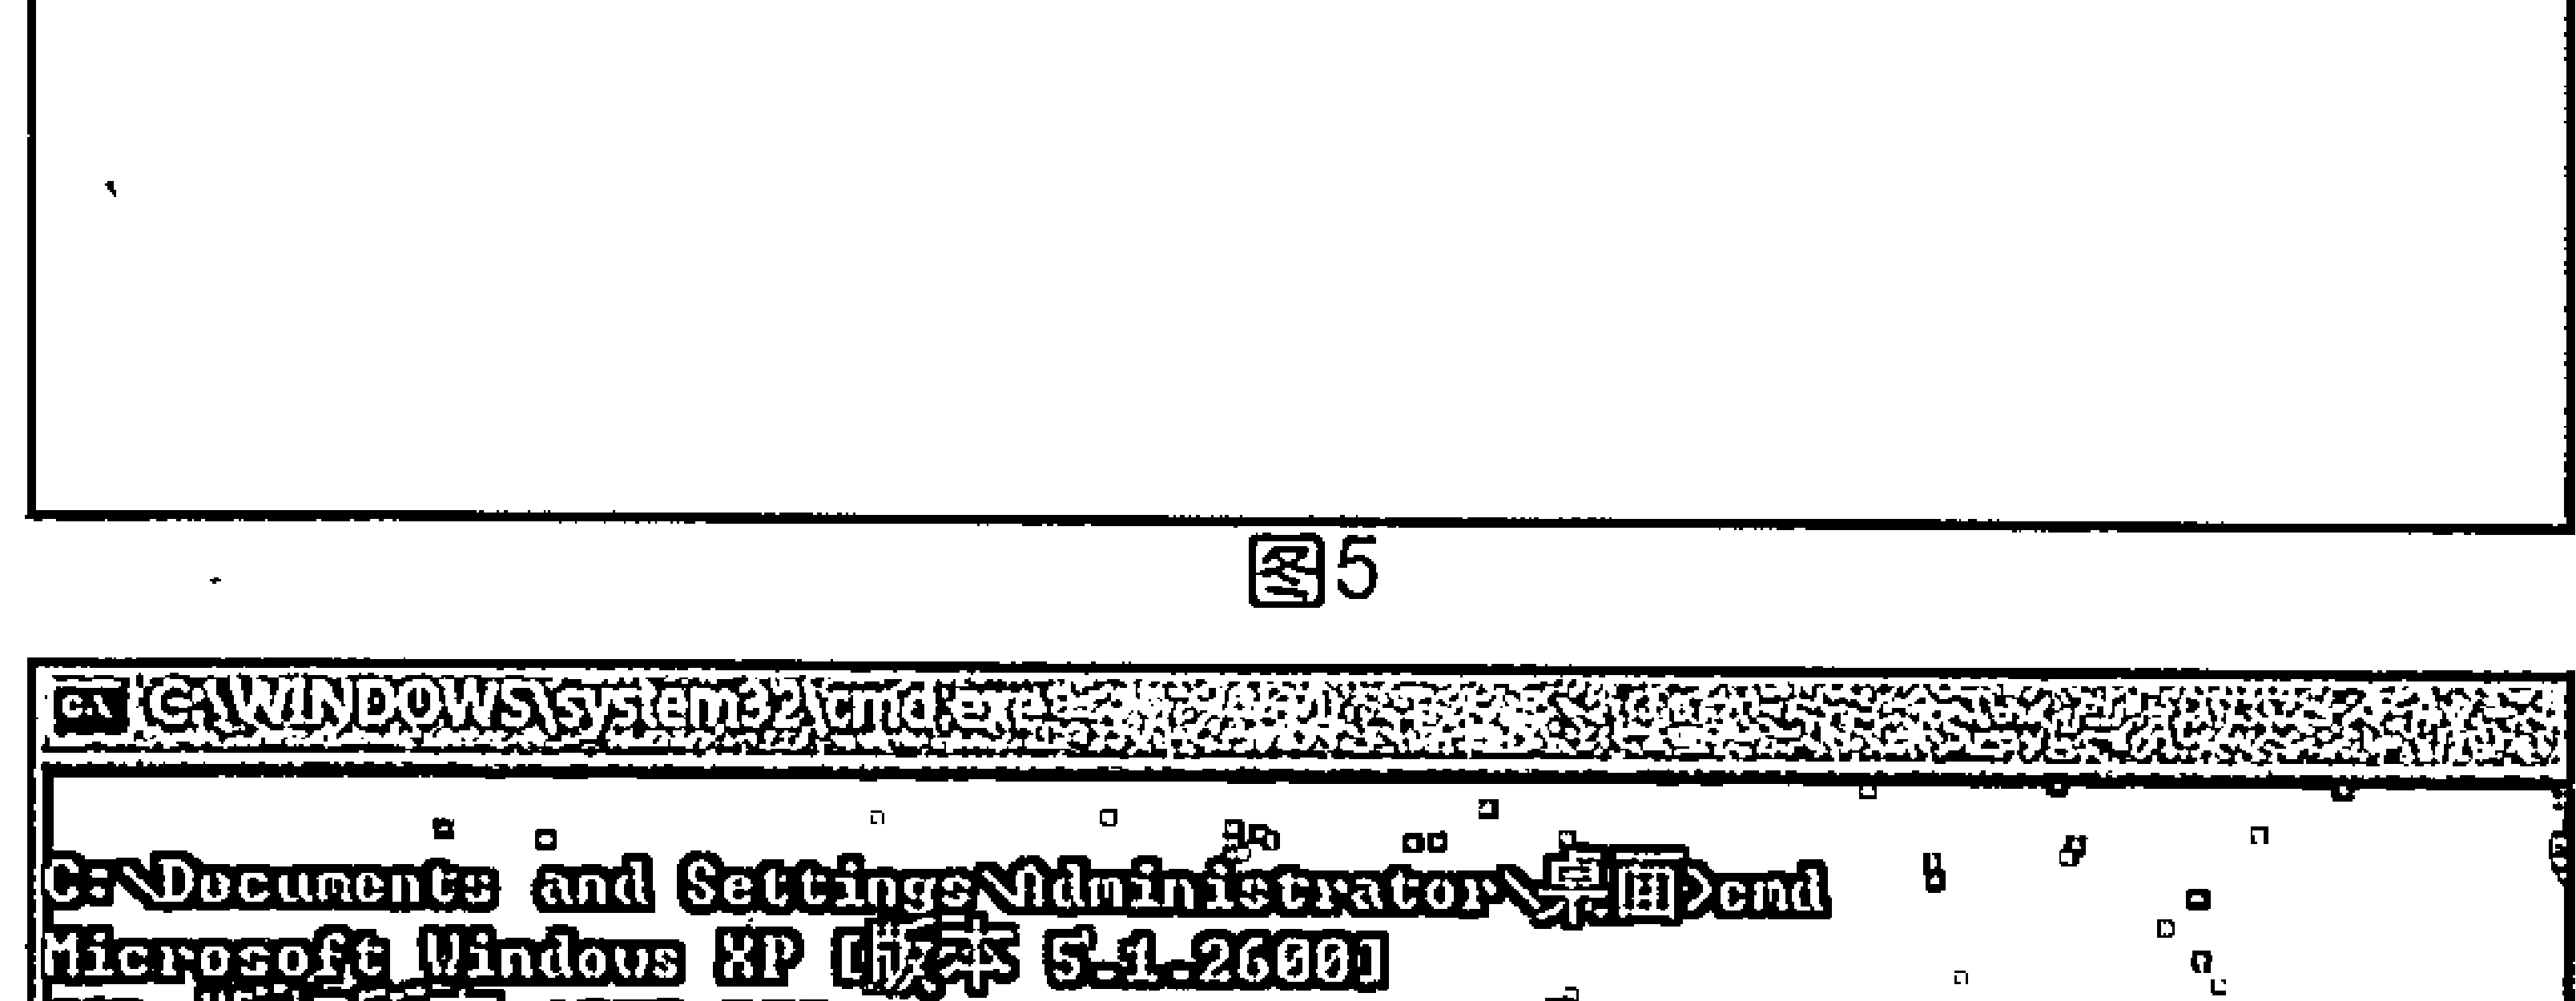 图5
C:\ C:\WINDOWS\system32\cmd.exe
C:\Documents and Settings\Administrator\桌面>cmd
Microsoft Windows XP [版本 5.1.2600]